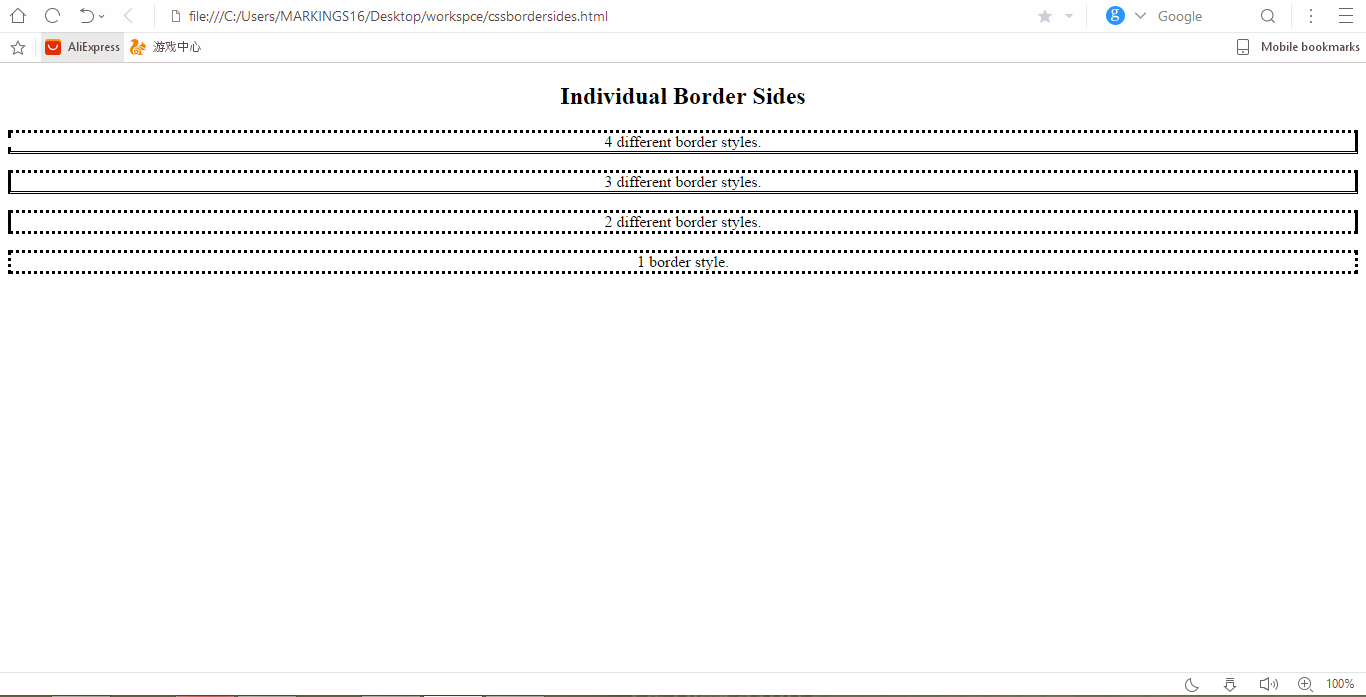 file:///C:/Users/MARKINGS16/Desktop/workspce/cssbordersides.html
Google
AliExpress 游戏中心 Mobile bookmarks
Individual Border Sides
4 different border styles.
3 different border styles.
2 different border styles.
1 border style.
100%